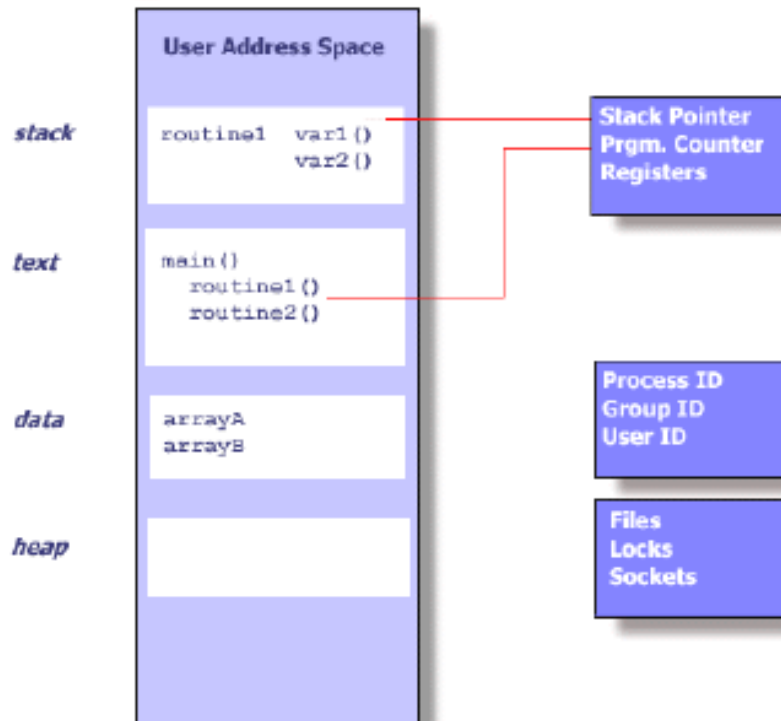 User Address Space
stack
routine1 var1()
var2()
text
main()
routine1()
routine2()
data
arrayA
arrayB
heap
Stack Pointer
Prgm. Counter
Registers
Process ID
Group ID
User ID
Files
Locks
Sockets